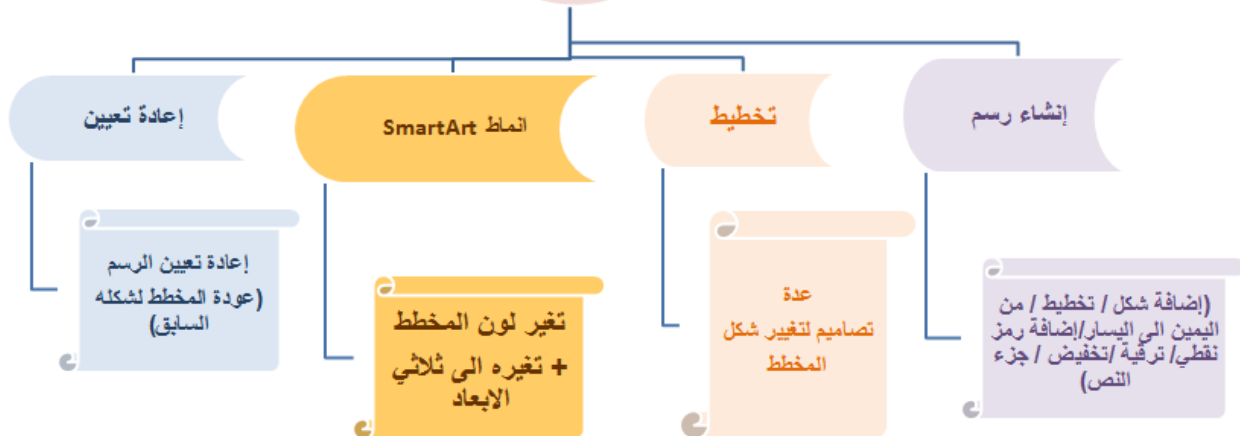 إنشاء رسم
تخطيط
انماط SmartArt
إعادة تعيين
(إضافة شكل / تخطيط / من
اليمين الى اليسار/إضافة رمز
نقطي/ ترقية /تخفيض / جزء
النص)
عدة
تصاميم لتغيير شكل
المخطط
تغير لون المخطط
+ تغيره الى ثلاثي
الابعاد
إعادة تعيين الرسم
(عودة المخطط لشكله
السابق)